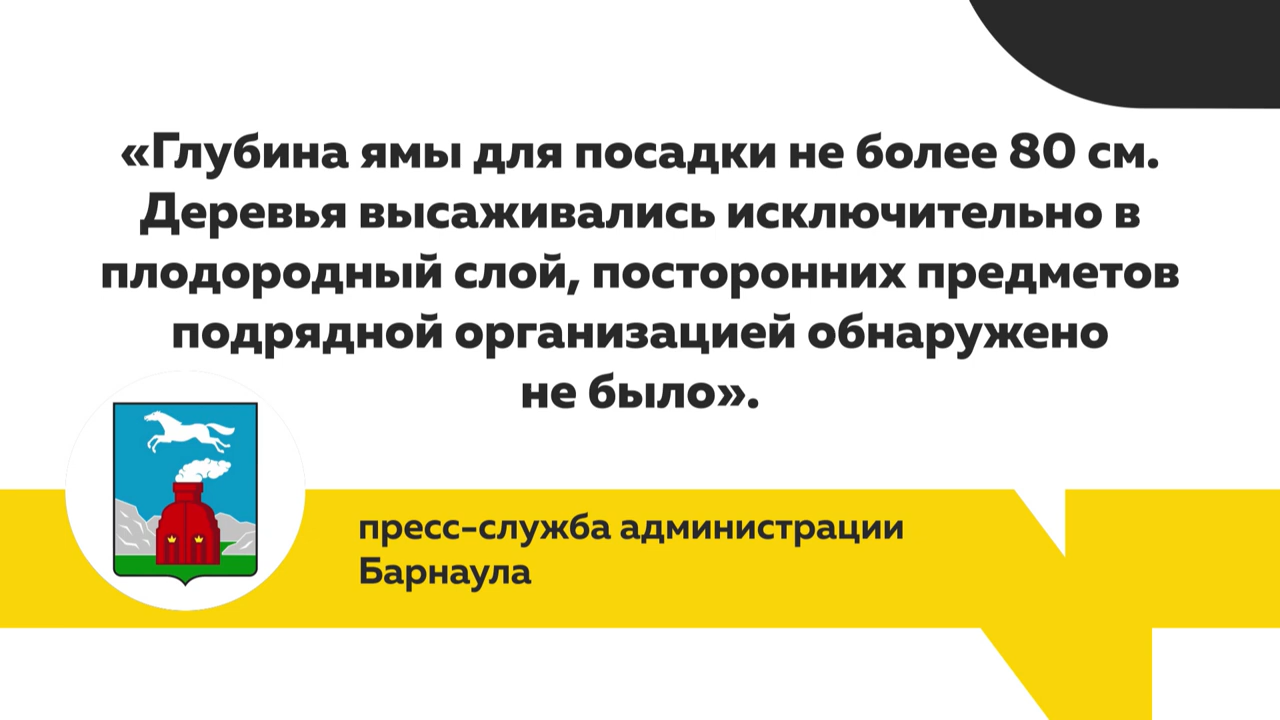 «Глубина ямы для посадки не более 80 см.
Деревья высаживались исключительно в
плодородный слой, посторонних предметов
подрядной организацией обнаружено
не было».
пресс-служба администрации
Барнаула